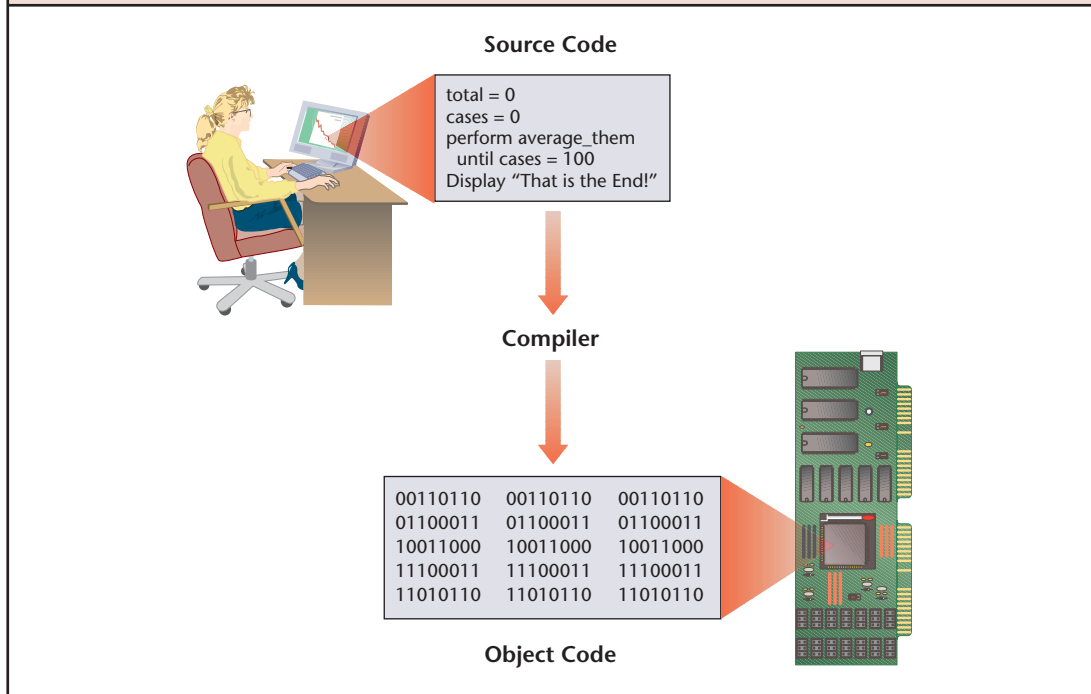 Source Code
total = 0
cases = 0
perform average_them
until cases = 100
Display “That is the End!”
Compiler
00110110 00110110 00110110
01100011 01100011 01100011
10011000 10011000 10011000
11100011 11100011 11100011
11010110 11010110 11010110
Object Code